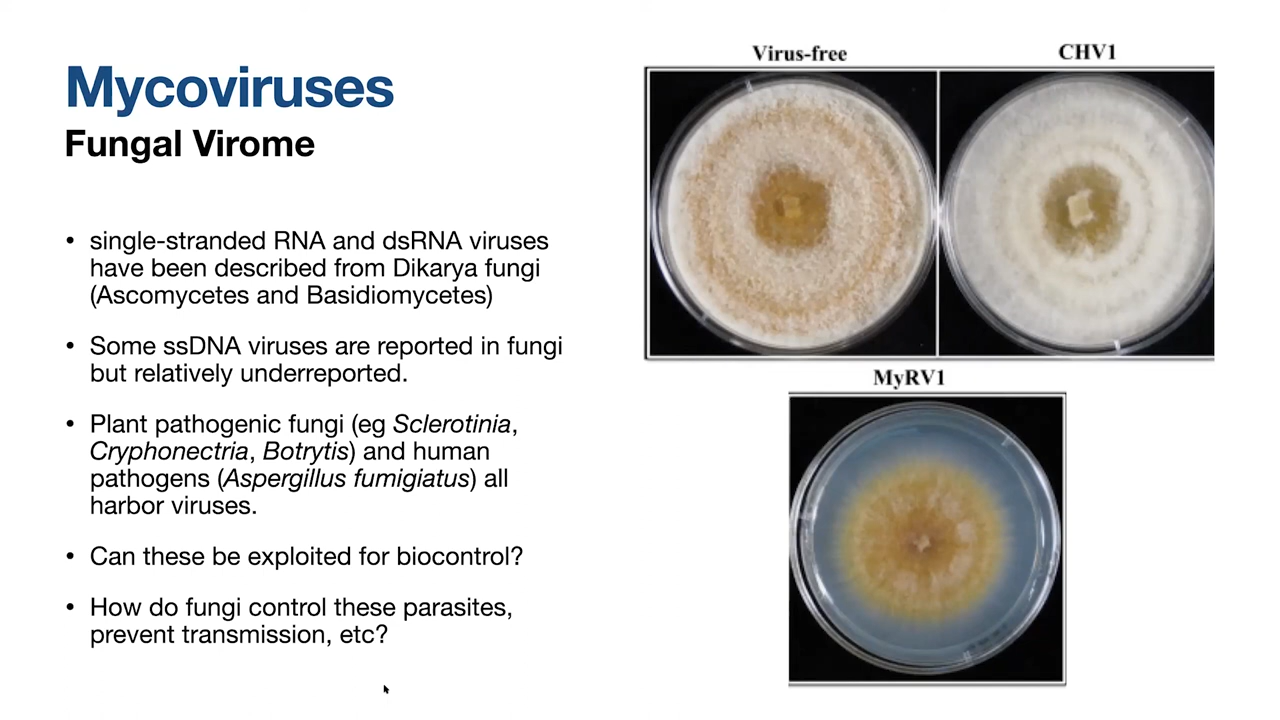 Mycoviruses
Fungal Virome
• single-stranded RNA and dsRNA viruses
have been described from Dikarya fungi
(Ascomycetes and Basidiomycetes)
• Some ssDNA viruses are reported in fungi
but relatively underreported.
• Plant pathogenic fungi (eg Sclerotinia,
Cryphonectria, Botrytis) and human
pathogens (Aspergillus fumigiatus) all
harbor viruses.
• Can these be exploited for biocontrol?
• How do fungi control these parasites,
prevent transmission, etc?
Virus-free
CHV1
MyRV1